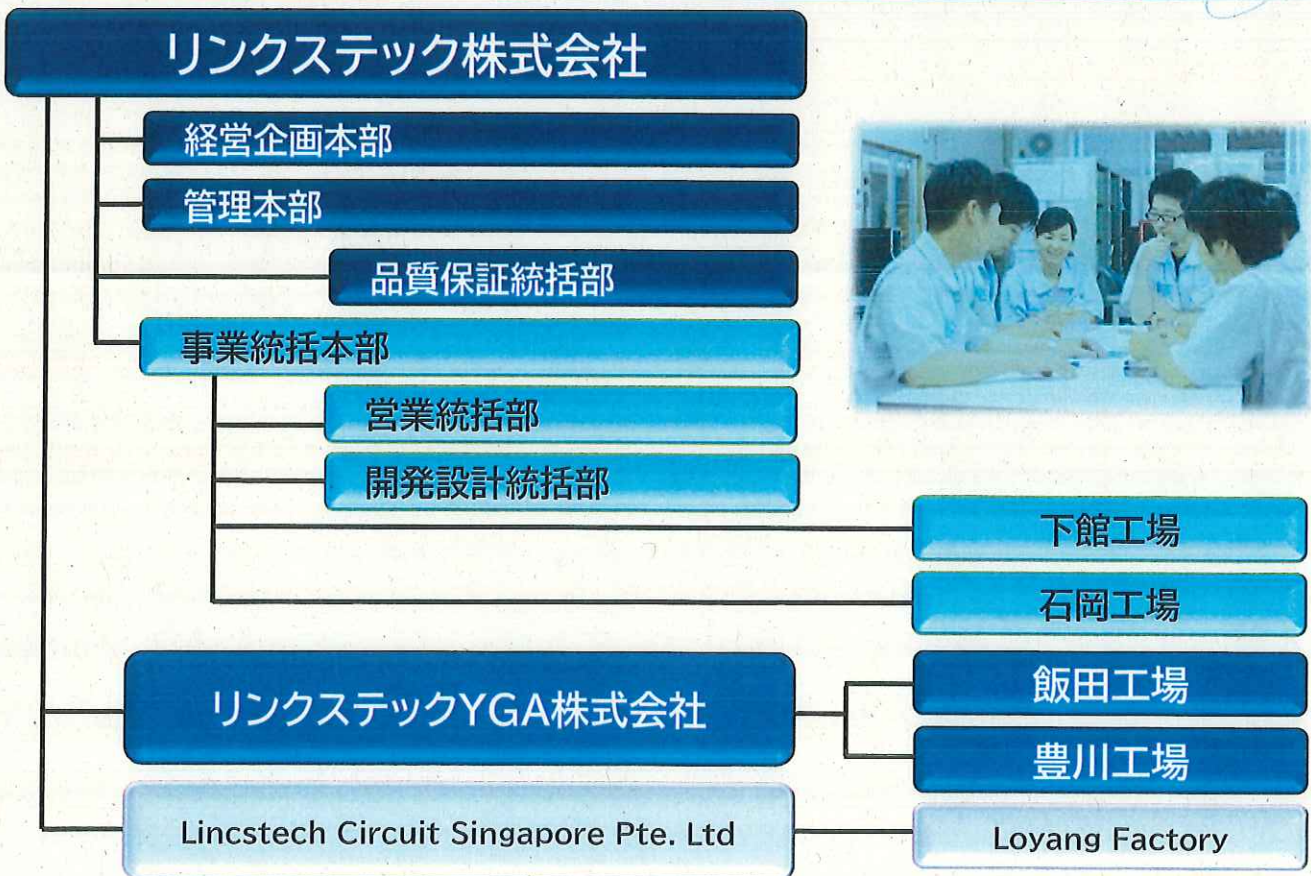 リンクステック株式会社
経営企画本部
管理本部
品質保証統括部
事業統括本部
営業統括部
開発設計統括部
下館工場
石岡工場
リンクステックYGA株式会社
飯田工場
豊川工場
Lincstech Circuit Singapore Pte. Ltd
Loyang Factory